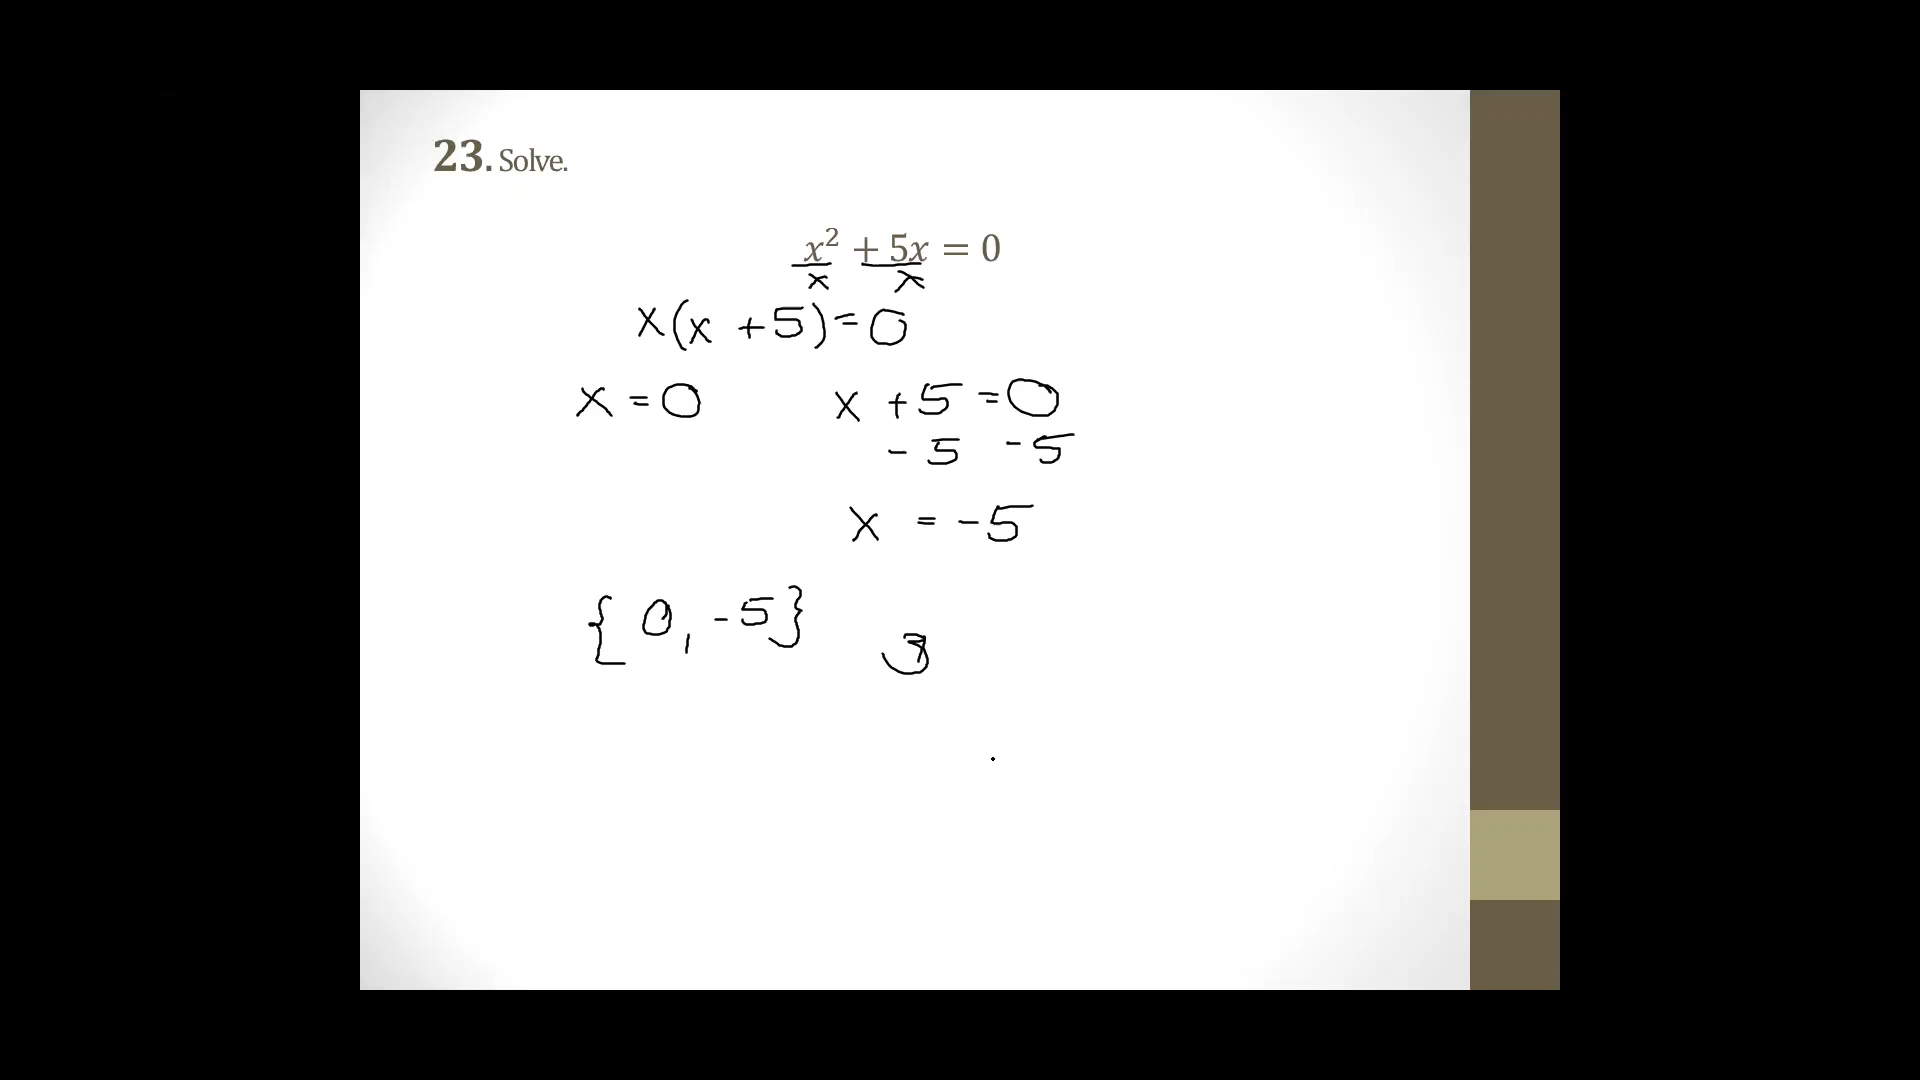 23. Solve.
x² + 5x = 0
x x
x(x + 5) = 0
x = 0 x + 5 = 0
- 5 - 5
x = -5
{ 0, -5}